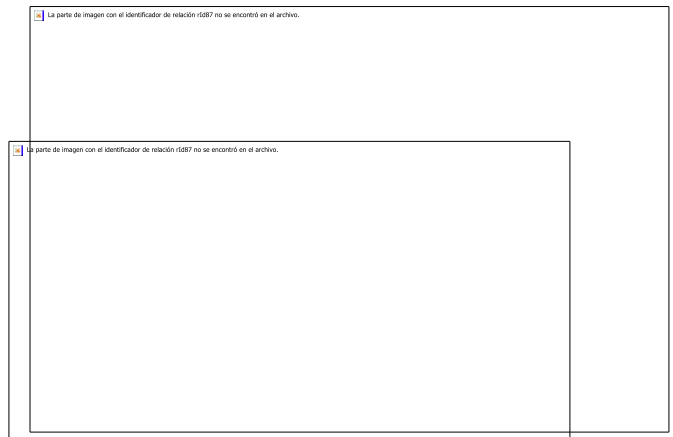 La parte de imagen con el identificador de relación rId87 no se encontró en el archivo.
La parte de imagen con el identificador de relación rId87 no se encontró en el archivo.